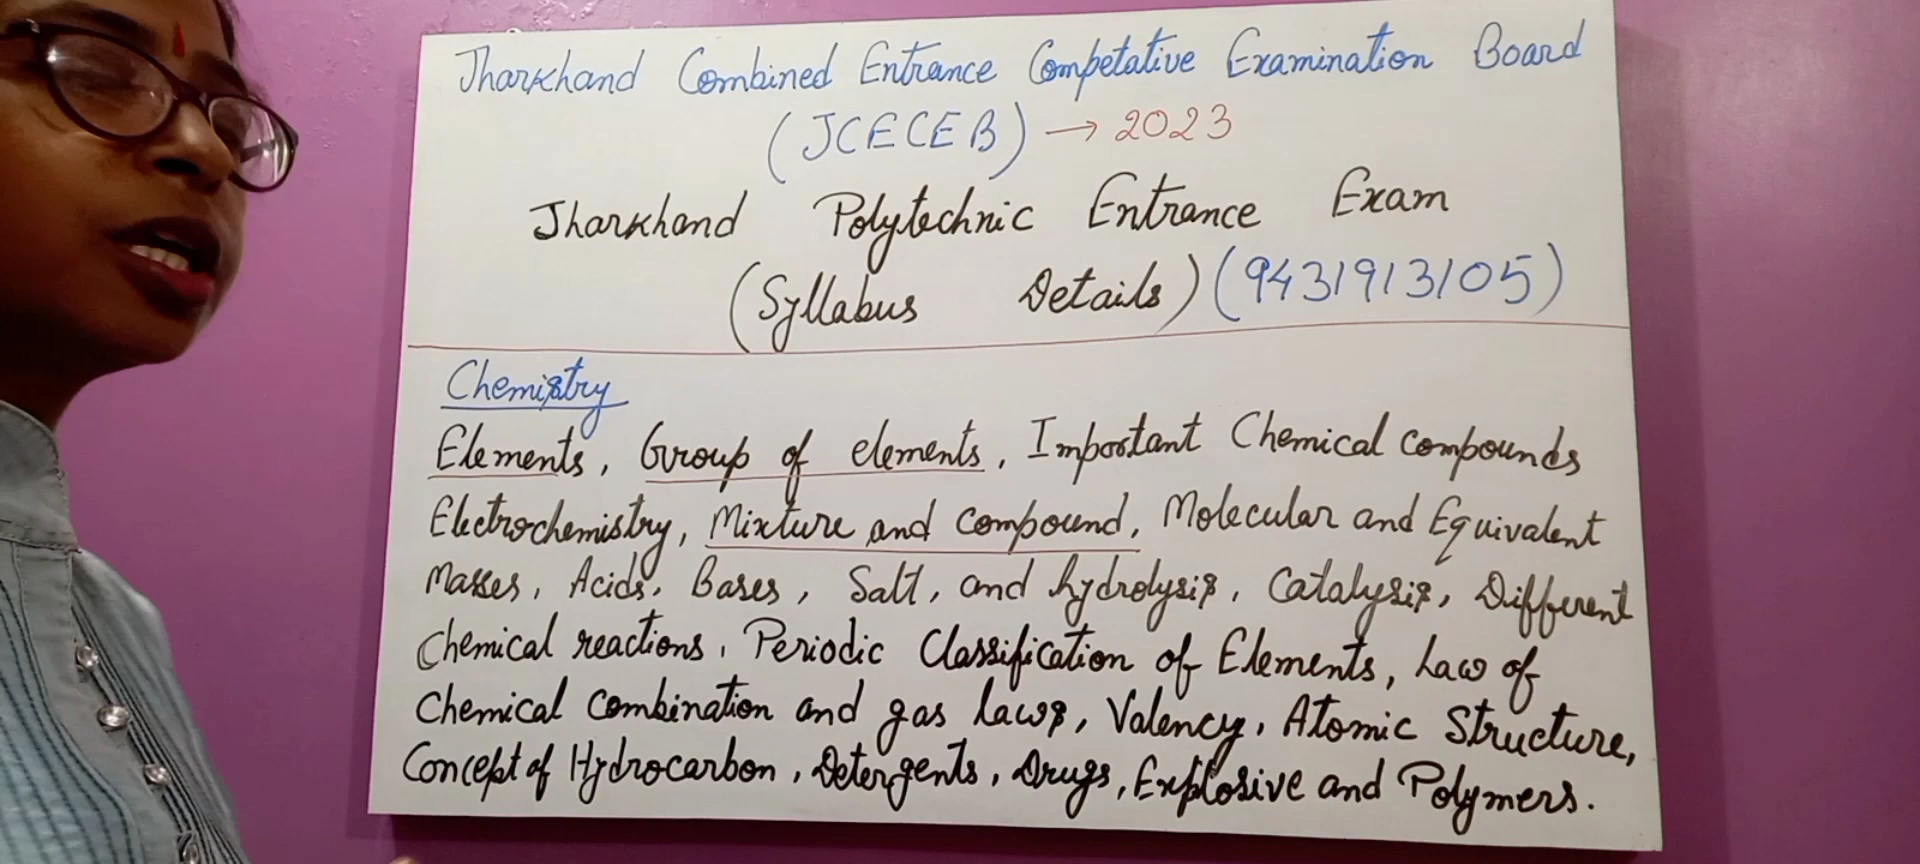 Jharkhand Combined Entrance Competative Examination Board
(JCECEB) → 2023
Jharkhand Polytechnic Entrance Exam
(Syllabus Details) (9431913105)
Chemistry
Elements, Group of elements, Important Chemical compounds
Electrochemistry, Mixture and compound, Molecular and Equivalent
Masses, Acids, Bases, Salt, and hydrolysis, Catalysis, Different
Chemical reactions, Periodic Classification of Elements, Law of
Chemical Combination and gas laws, Valency, Atomic Structure,
Concept of Hydrocarbon, Detergents, Drugs, Explosive and Polymers.